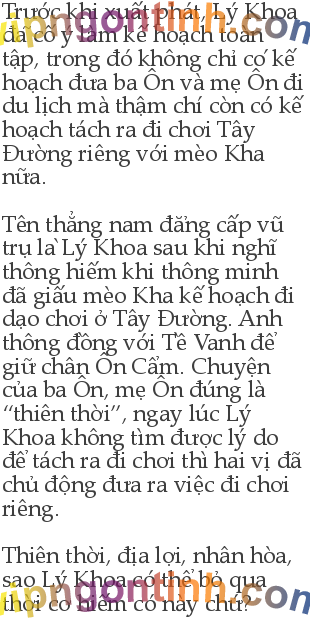 Trước khi xuất phát, Lý Khoa
đã cố ý làm kế hoạch toàn
tập, trong đó không chỉ có kế
hoạch đưa ba Ôn và mẹ Ôn đi
du lịch mà thậm chí còn có kế
hoạch tách ra đi chơi Tây
Đường riêng với mèo Kha
nữa.
Tên thẳng nam đẳng cấp vũ
trụ là Lý Khoa sau khi nghĩ
thông hiếm khi thông minh
đã giấu mèo Kha kế hoạch đi
dạo chơi ở Tây Đường. Anh
thông đồng với Tề Vanh để
giữ chân Ôn Cẩm. Chuyện
của ba Ôn, mẹ Ôn đúng là
“thiên thời”, ngay lúc Lý
Khoa không tìm được lý do
để tách ra đi chơi thì hai vị đã
chủ động đưa ra việc đi chơi
riêng.
Thiên thời, địa lợi, nhân hòa,
sao Lý Khoa có thể bỏ qua
thời cơ hiếm có này chứ?
vipngontinh.com
vipngontinh.com